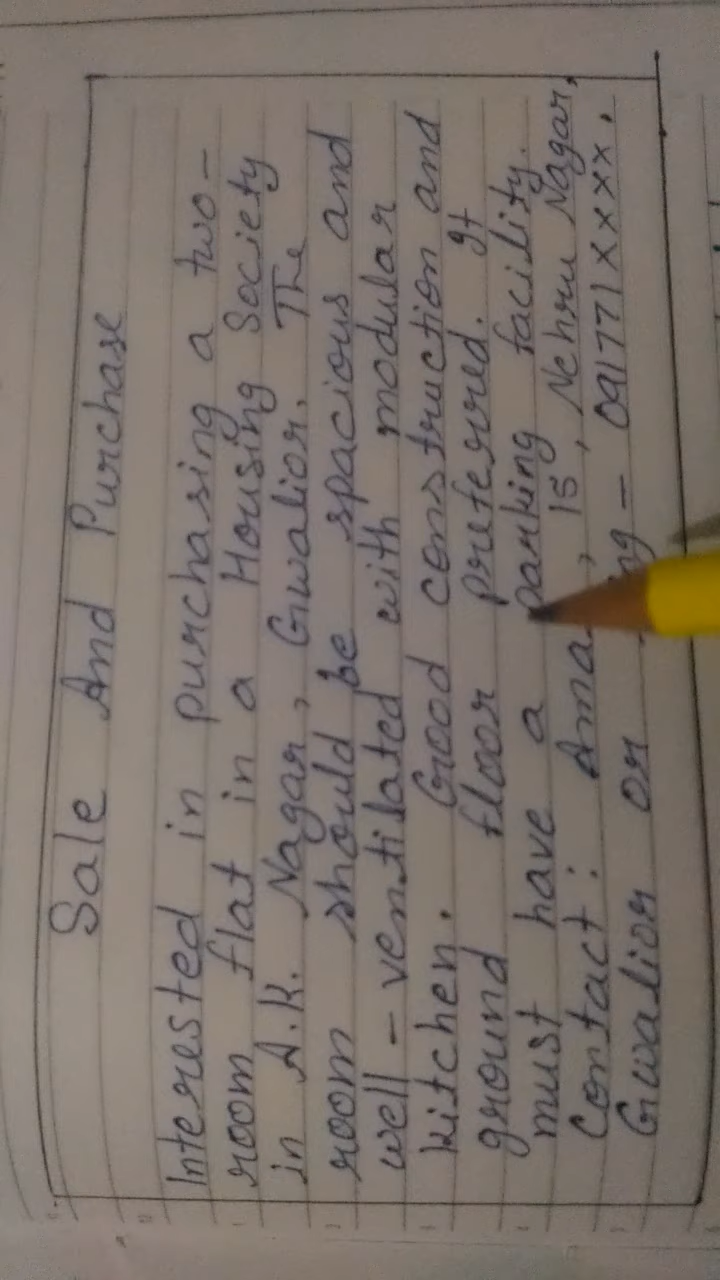 Sale And Purchase
Interested in purchasing a two-
room flat in a Housing Society
in A.K. Nagar, Gwalior. The
room should be spacious and
well-ventilated with modular
kitchen. Good construction and
ground floor preferred. It
must have a parking facility.
Contact: 15, Nehru Nagar,
Gwalior or - 091771xxxx.